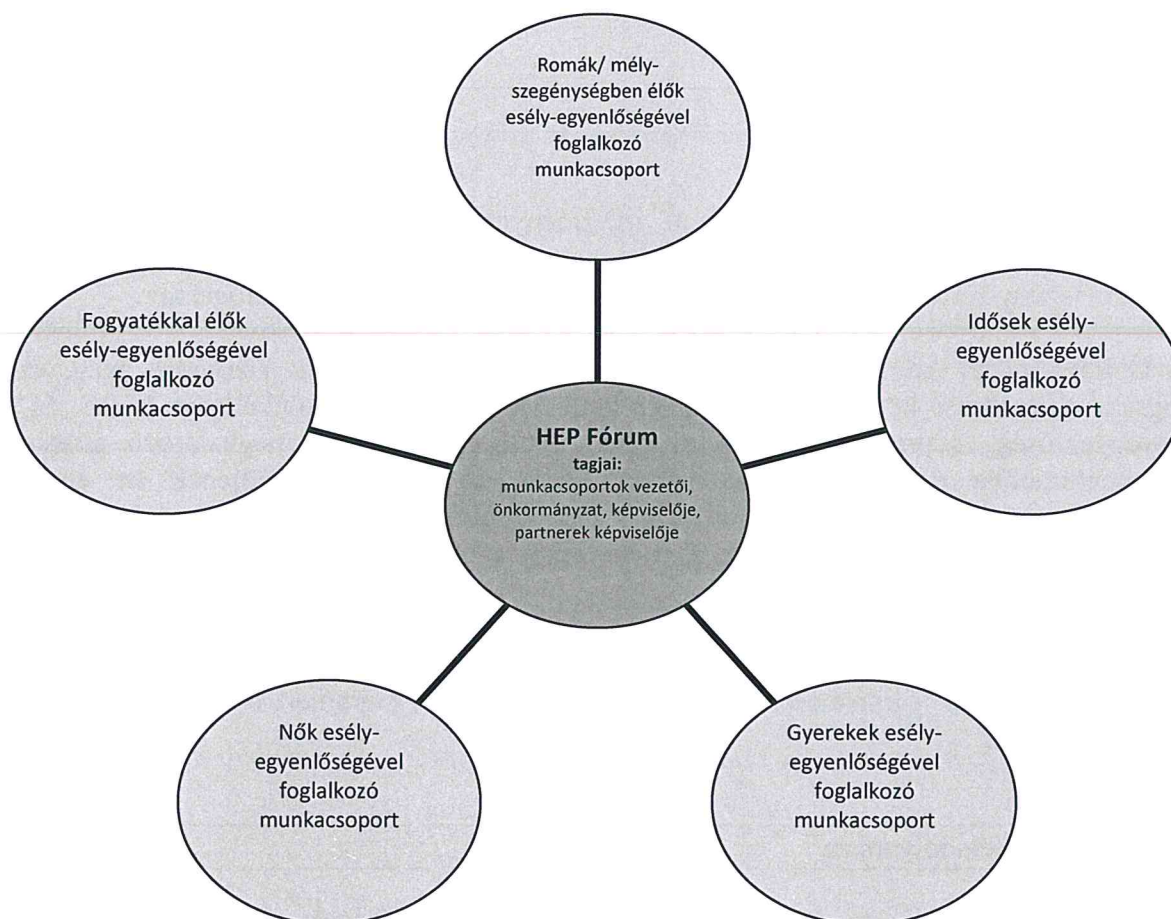 Romák/ mély-
szegénységben élők
esély-egyenlőségével
foglalkozó
munkacsoport
Fogyatékkal élők
esély-egyenlőségével
foglalkozó
munkacsoport
Idősek esély-
egyenlőségével
foglalkozó
munkacsoport
HEP Fórum
tagjai:
munkacsoportok vezetői,
önkormányzat, képviselője,
partnerek képviselője
Nők esély-
egyenlőségével
foglalkozó
munkacsoport
Gyerekek esély-
egyenlőségével
foglalkozó
munkacsoport